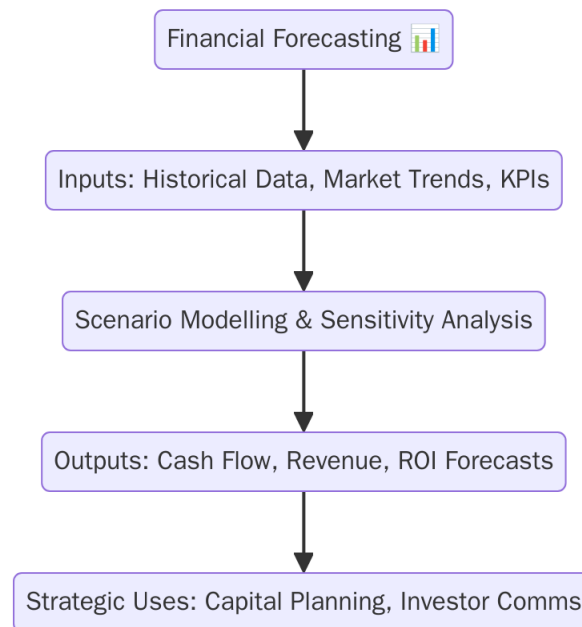 Financial Forecasting 📊
Inputs: Historical Data, Market Trends, KPIs
Scenario Modelling & Sensitivity Analysis
Outputs: Cash Flow, Revenue, ROI Forecasts
Strategic Uses: Capital Planning, Investor Comms